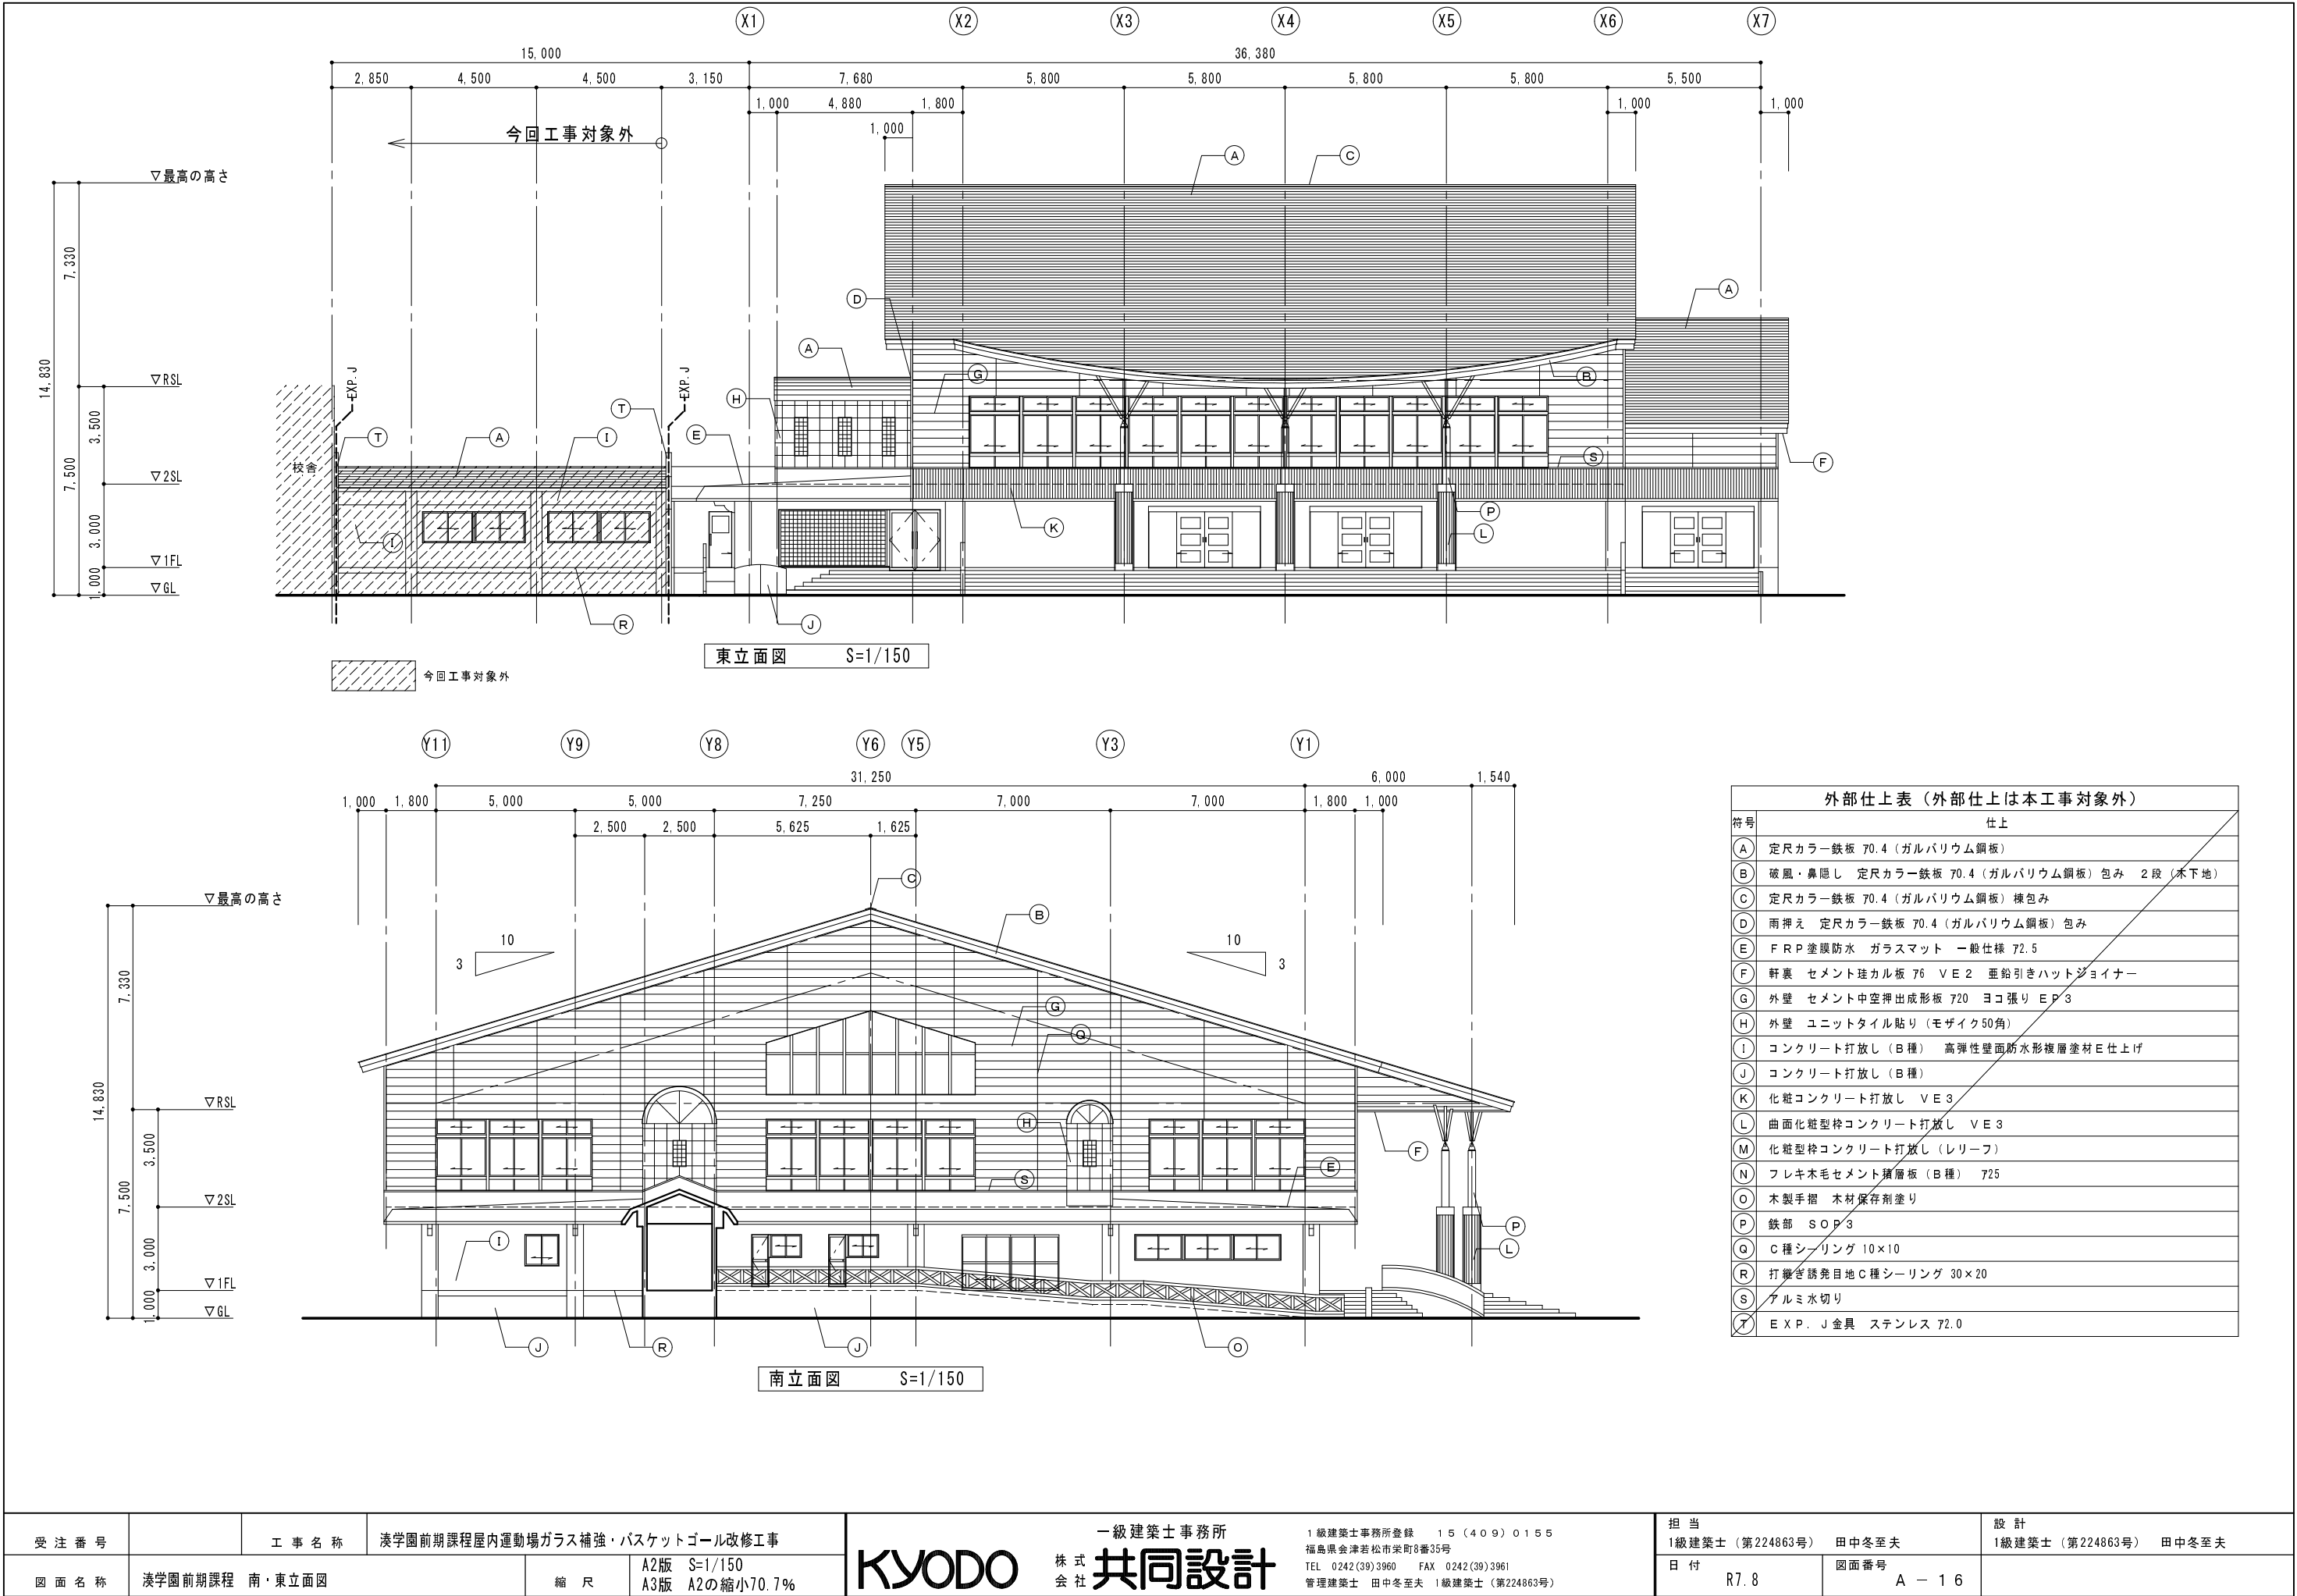 X1 X2 X3 X4 X5 X6 X7
15,000 36,380
2,850 4,500 4,500 3,150 7,680 5,800 5,800 5,800 5,800 5,500
1,000 4,880 1,800 1,000 1,000
1,000
今回工事対象外
A C
▽最高の高さ
7,330
14,830
D A
A
▽RSL
EXP.J EXP.J
G B
H
3,500
T T
A I E
F
校舎
S
7,500
▽2SL
P
K
L
3,000
I
▽1FL
1,000
▽GL
R J
東立面図 S=1/150
今回工事対象外
Y11 Y9 Y8 Y6 Y5 Y3 Y1
31,250 6,000 1,540
1,000 1,800 5,000 5,000 7,250 7,000 7,000 1,800 1,000
2,500 2,500 5,625 1,625
C
▽最高の高さ
B
10 10
3 3
7,330
G
Q
14,830
▽RSL
H
3,500
F
E
S
7,500
▽2SL
P
I
L
3,000
▽1FL
1,000
▽GL
J R J O
南立面図 S=1/150
外部仕上表（外部仕上は本工事対象外）
符号 仕上
A 定尺カラー鉄板 ｱ0.4（ガルバリウム鋼板）
B 破風・鼻隠し 定尺カラー鉄板 ｱ0.4（ガルバリウム鋼板）包み ２段（木下地）
C 定尺カラー鉄板 ｱ0.4（ガルバリウム鋼板）棟包み
D 雨押え 定尺カラー鉄板 ｱ0.4（ガルバリウム鋼板）包み
E ＦＲＰ塗膜防水 ガラスマット 一般仕様 ｱ2.5
F 軒裏 セメント珪カル板 ｱ6 ＶＥ２ 亜鉛引きハットジョイナー
G 外壁 セメント中空押出成形板 ｱ20 ヨコ張り ＥＰ３
H 外壁 ユニットタイル貼り（モザイク50角）
I コンクリート打放し（Ｂ種） 高弾性壁面防水形複層塗材Ｅ仕上げ
J コンクリート打放し（Ｂ種）
K 化粧コンクリート打放し ＶＥ３
L 曲面化粧型枠コンクリート打放し ＶＥ３
M 化粧型枠コンクリート打放し（レリーフ）
N フレキ木毛セメント積層板（Ｂ種） ｱ25
O 木製手摺 木材保存剤塗り
P 鉄部 ＳＯＰ３
Q Ｃ種シーリング 10×10
R 打継ぎ誘発目地Ｃ種シーリング 30×20
S アルミ水切り
T ＥＸＰ．Ｊ金具 ステンレス ｱ2.0
受注番号 工事名称 湊学園前期課程屋内運動場ガラス補強・バスケットゴール改修工事
図面名称 湊学園前期課程 南・東立面図 縮尺 A2版 S=1/150
A3版 A2の縮小70.7%
KYODO
一級建築士事務所
株式会社 共同設計
１級建築士事務所登録 １５（４０９）０１５５
福島県会津若松市栄町8番35号
TEL 0242(39)3960 FAX 0242(39)3961
管理建築士 田中冬至夫 1級建築士（第224863号）
担当
1級建築士（第224863号） 田中冬至夫
設計
1級建築士（第224863号） 田中冬至夫
日付 R7.8
図面番号 A － 1 6